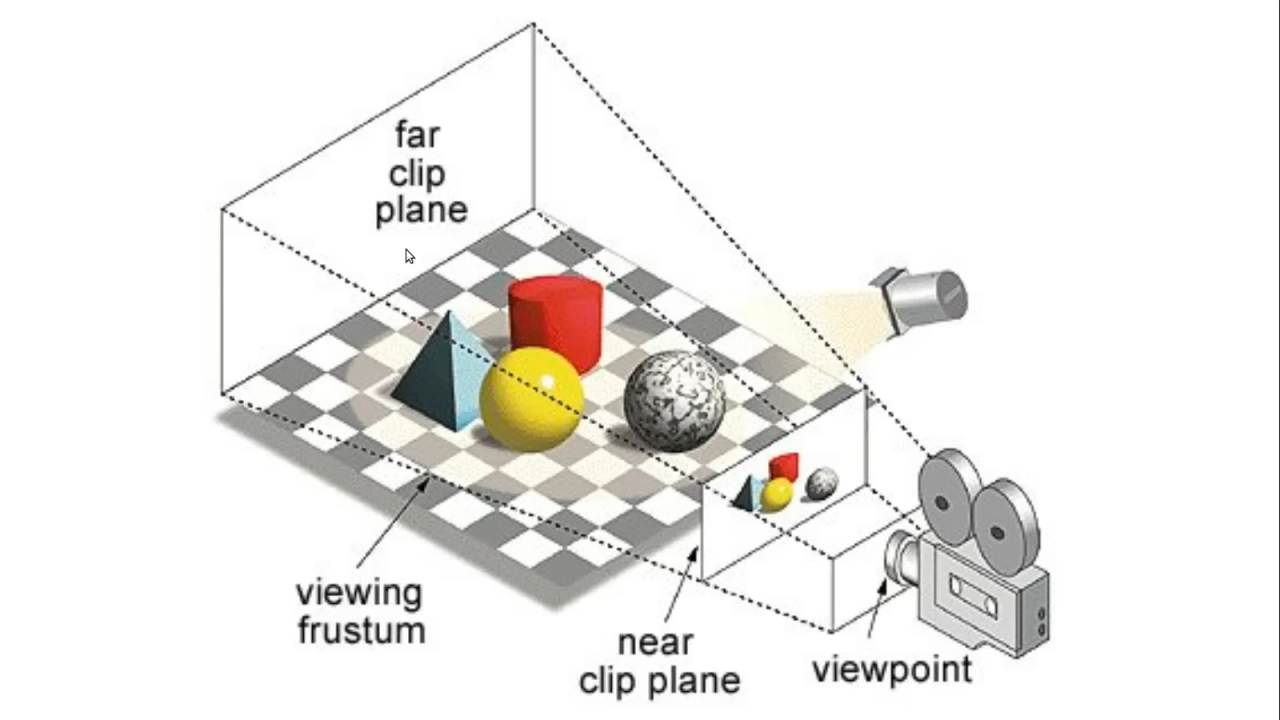 far
clip
plane
viewing
frustum
near
clip plane
viewpoint